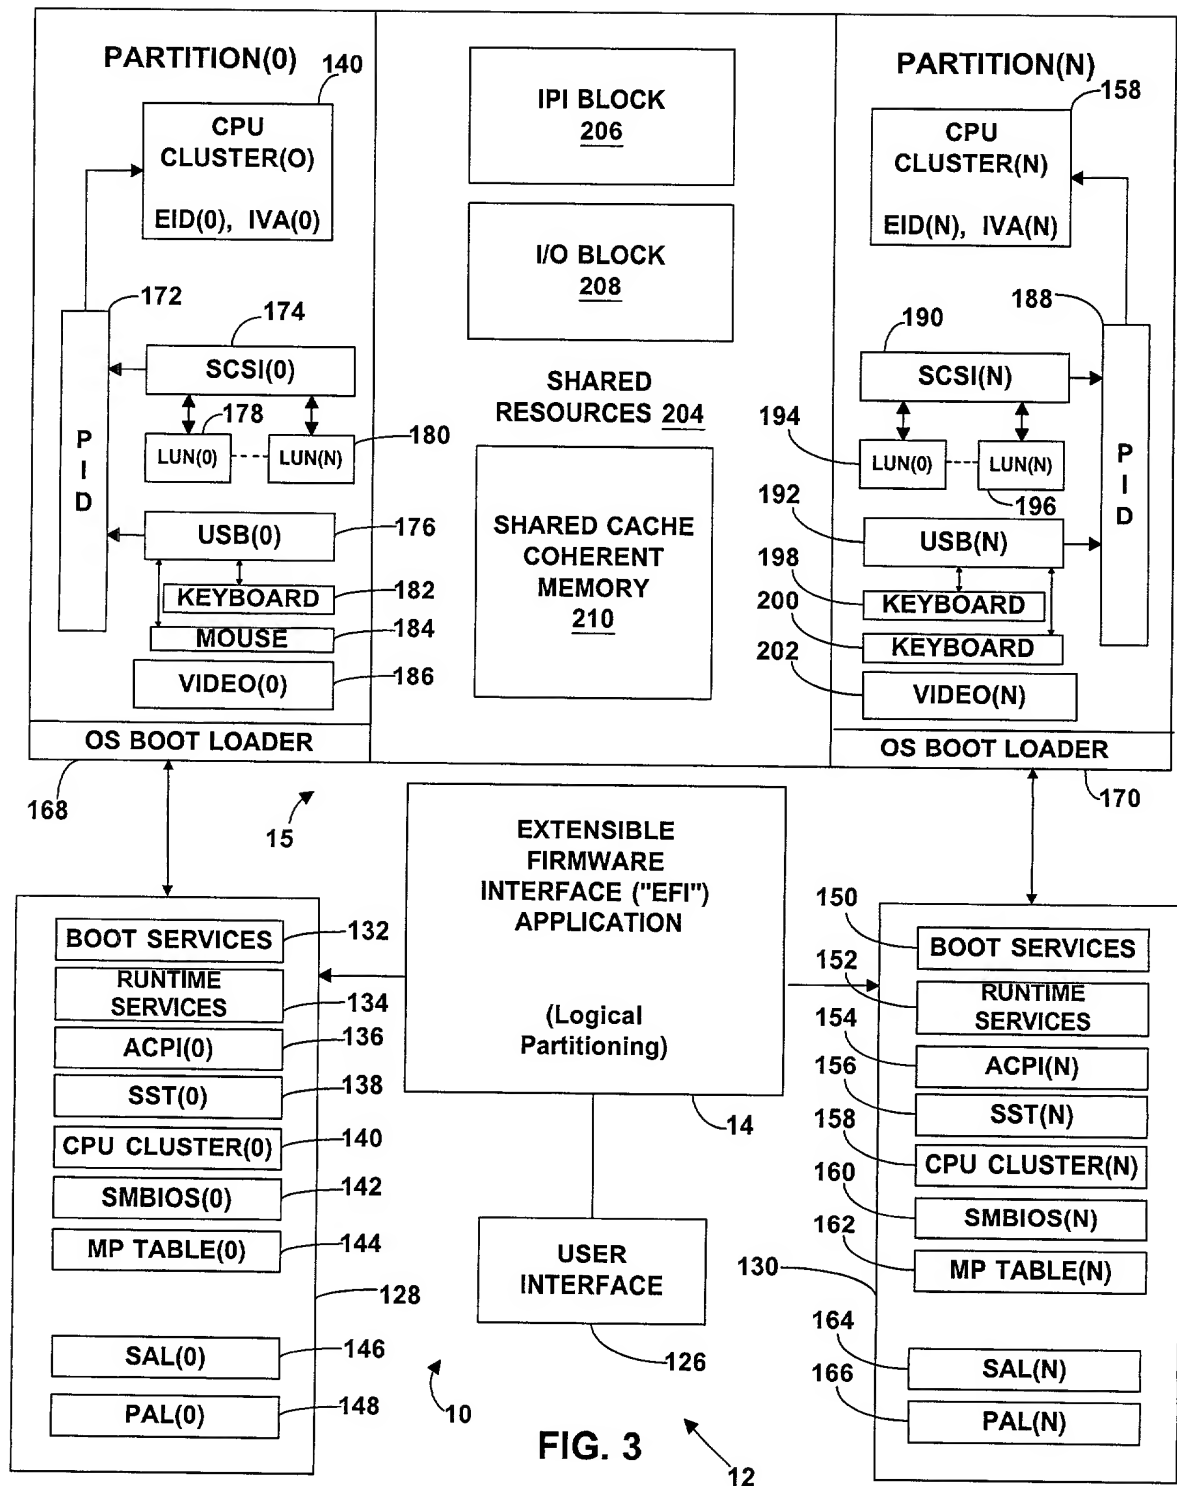 PARTITION(0)
140
CPU
CLUSTER(O)
EID(0), IVA(0)
172
174
SCSI(0)
178
180
LUN(0)
LUN(N)
PID
USB(0)
176
KEYBOARD
182
MOUSE
184
VIDEO(0)
186
OS BOOT LOADER
168
IPI BLOCK
206
I/O BLOCK
208
SHARED
RESOURCES 204
SHARED CACHE
COHERENT
MEMORY
210
PARTITION(N)
158
CPU
CLUSTER(N)
EID(N), IVA(N)
188
190
SCSI(N)
194
LUN(0)
LUN(N)
196
PID
192
USB(N)
198
KEYBOARD
200
KEYBOARD
202
VIDEO(N)
OS BOOT LOADER
170
15
EXTENSIBLE
FIRMWARE
INTERFACE ("EFI")
APPLICATION
(Logical
Partitioning)
14
USER
INTERFACE
126
BOOT SERVICES
132
RUNTIME
SERVICES
134
ACPI(0)
136
SST(0)
138
CPU CLUSTER(0)
140
SMBIOS(0)
142
MP TABLE(0)
144
128
SAL(0)
146
PAL(0)
148
150
BOOT SERVICES
152
RUNTIME
SERVICES
154
ACPI(N)
156
SST(N)
158
CPU CLUSTER(N)
160
SMBIOS(N)
162
MP TABLE(N)
130
164
SAL(N)
166
PAL(N)
10
FIG. 3
12